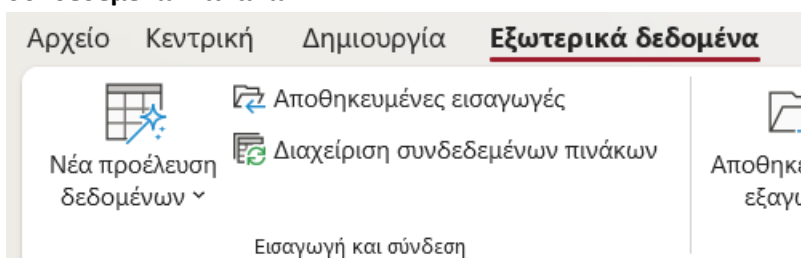 Αρχείο Κεντρική Δημιουργία Εξωτερικά δεδομένα
Αποθηκευμένες εισαγωγές
Διαχείριση συνδεδεμένων πινάκων
Νέα προέλευση
δεδομένων
Εισαγωγή και σύνδεση